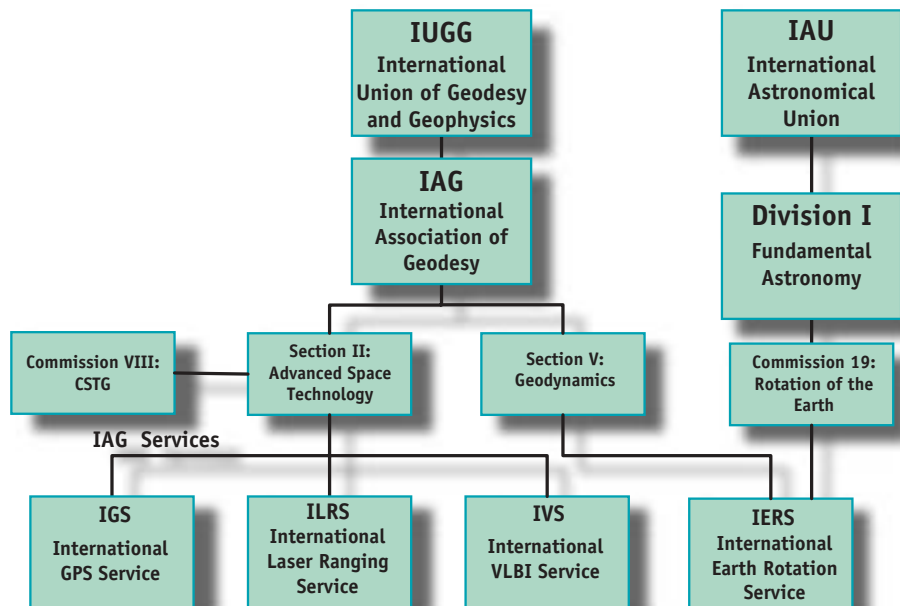 IUGG
International
Union of Geodesy
and Geophysics
IAU
International
Astronomical
Union
IAG
International
Association of
Geodesy
Division I
Fundamental
Astronomy
Commission VIII:
CSTG
Section II:
Advanced Space
Technology
Section V:
Geodynamics
Commission 19:
Rotation of the
Earth
IAG Services
IGS
International
GPS Service
ILRS
International
Laser Ranging
Service
IVS
International
VLBI Service
IERS
International
Earth Rotation
Service